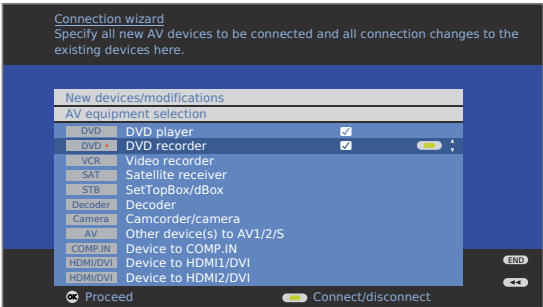 Connection wizard
Specify all new AV devices to be connected and all connection changes to the
existing devices here.
New devices/modifications
AV equipment selection
DVD DVD player
DVD • DVD recorder
VCR Video recorder
SAT Satellite receiver
STB SetTopBox/dBox
Decoder Decoder
Camera Camcorder/camera
AV Other device(s) to AV1/2/S
COMP.IN Device to COMP.IN
HDMI/DVI Device to HDMI1/DVI
HDMI/DVI Device to HDMI2/DVI
END
OK Proceed
Connect/disconnect